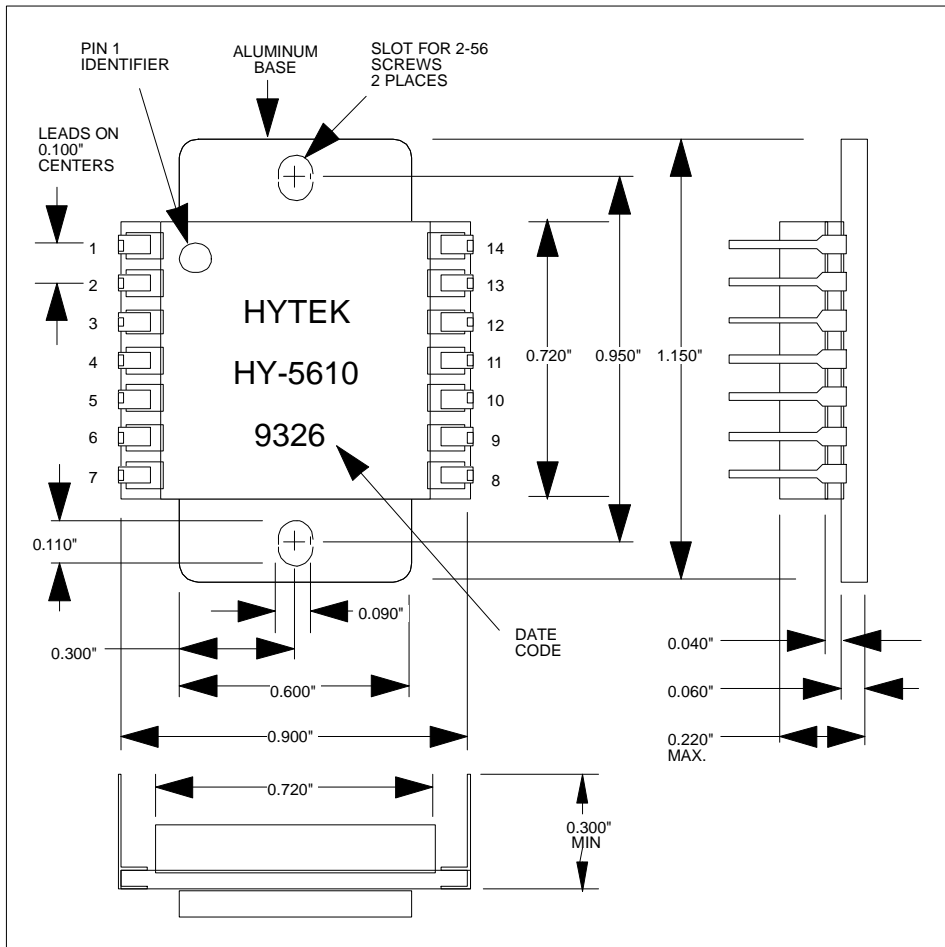 PIN 1
IDENTIFIER
ALUMINUM
BASE
SLOT FOR 2-56
SCREWS
2 PLACES
LEADS ON
0.100"
CENTERS
1
2
3
4
5
6
7
14
13
12
11
10
9
8
HYTEK
HY-5610
9326
0.720"
0.950"
1.150"
0.110"
0.090"
0.300"
0.600"
0.900"
0.720"
DATE
CODE
0.040"
0.060"
0.220"
MAX.
0.300"
MIN